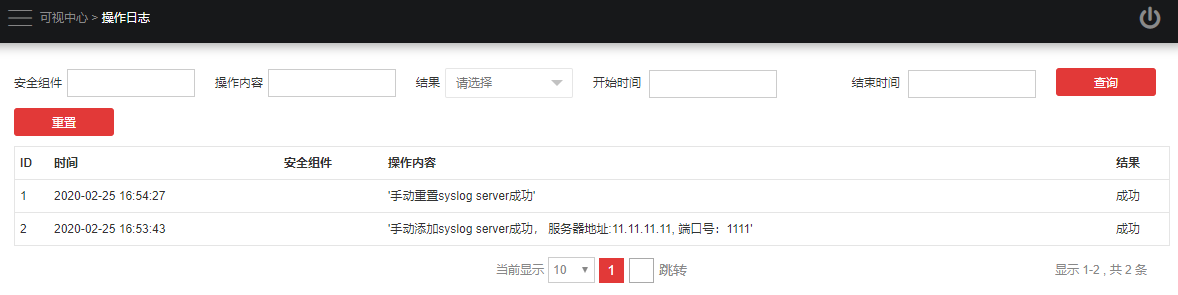 可视中心 > 操作日志
安全组件 操作内容 结果 请选择 开始时间 结束时间 查询
重置
ID 时间 安全组件 操作内容 结果
1 2020-02-25 16:54:27 '手动重置syslog server成功' 成功
2 2020-02-25 16:53:43 '手动添加syslog server成功， 服务器地址:11.11.11.11, 端口号：1111' 成功
当前显示 10 1 跳转 显示 1-2 , 共 2 条